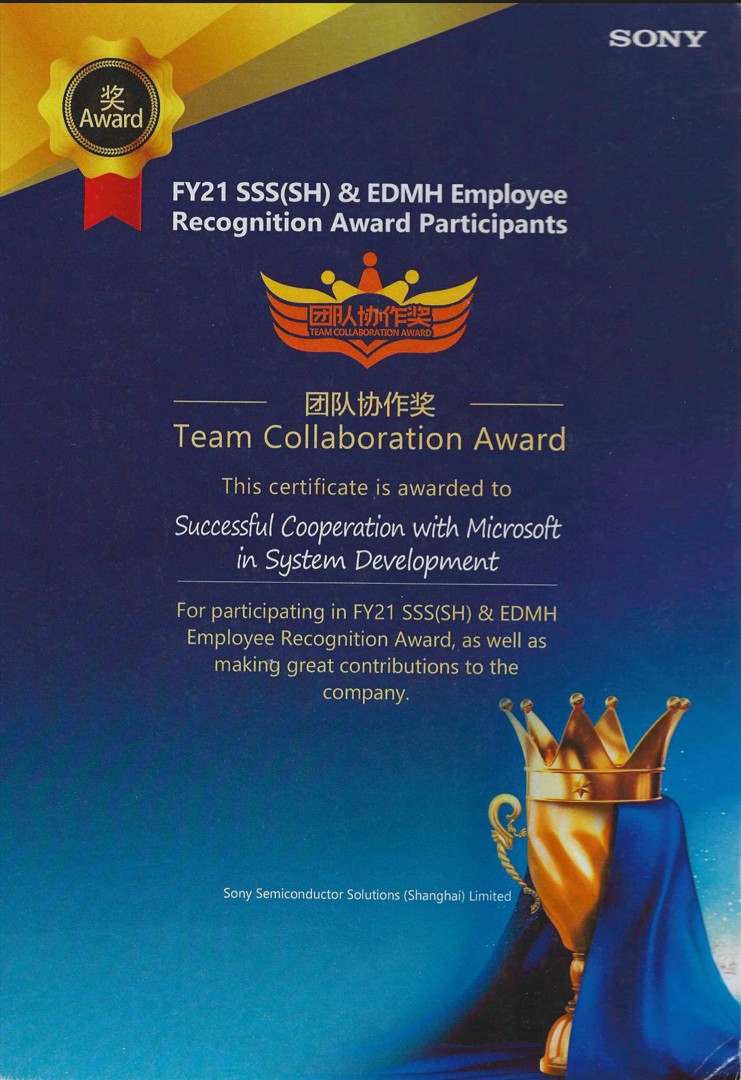 SONY
奖
Award
FY21 SSS(SH) & EDMH Employee
Recognition Award Participants
团队协作奖
TEAM COLLABORATION AWARD
团队协作奖
Team Collaboration Award
This certificate is awarded to
Successful Cooperation with Microsoft
in System Development
For participating in FY21 SSS(SH) & EDMH
Employee Recognition Award, as well as
making great contributions to the
company.
Sony Semiconductor Solutions (Shanghai) Limited